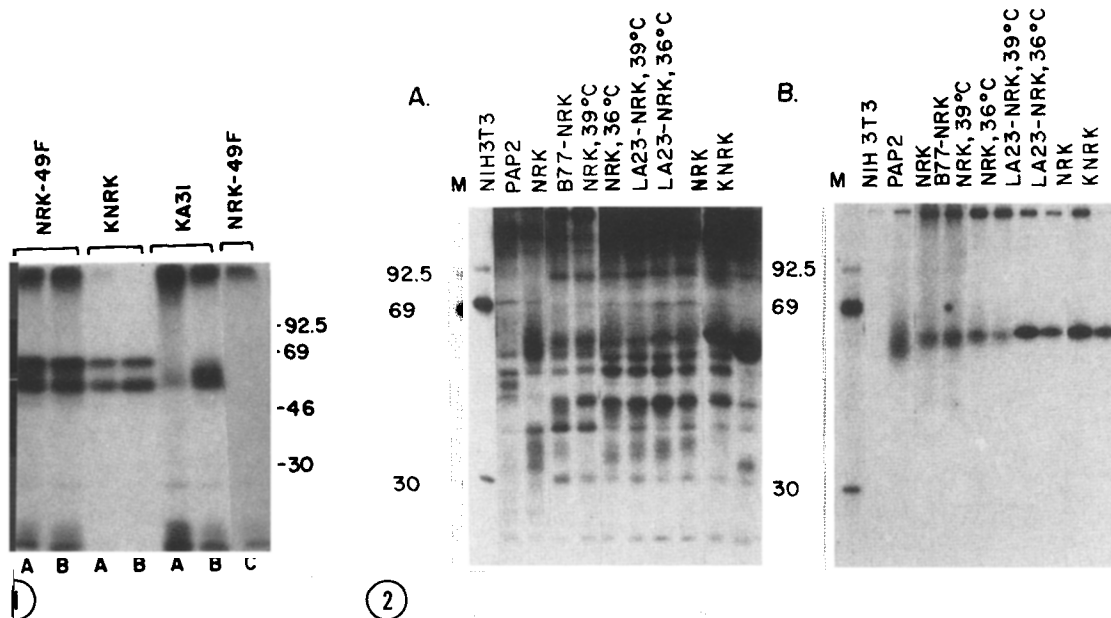 NRK-49F
KNRK
KA31
NRK-49F
-92.5
-69
-46
-30
A B A B A B C
1
2
A.
M
NIH3T3
PAP2
NRK
B77-NRK
NRK, 39°C
NRK, 36°C
LA23-NRK, 39°C
LA23-NRK, 36°C
NRK
KNRK
92.5
69
30
B.
M
NIH3T3
PAP2
NRK
B77-NRK
NRK, 39°C
NRK, 36°C
LA23-NRK, 39°C
LA23-NRK, 36°C
NRK
KNRK
92.5
69
30